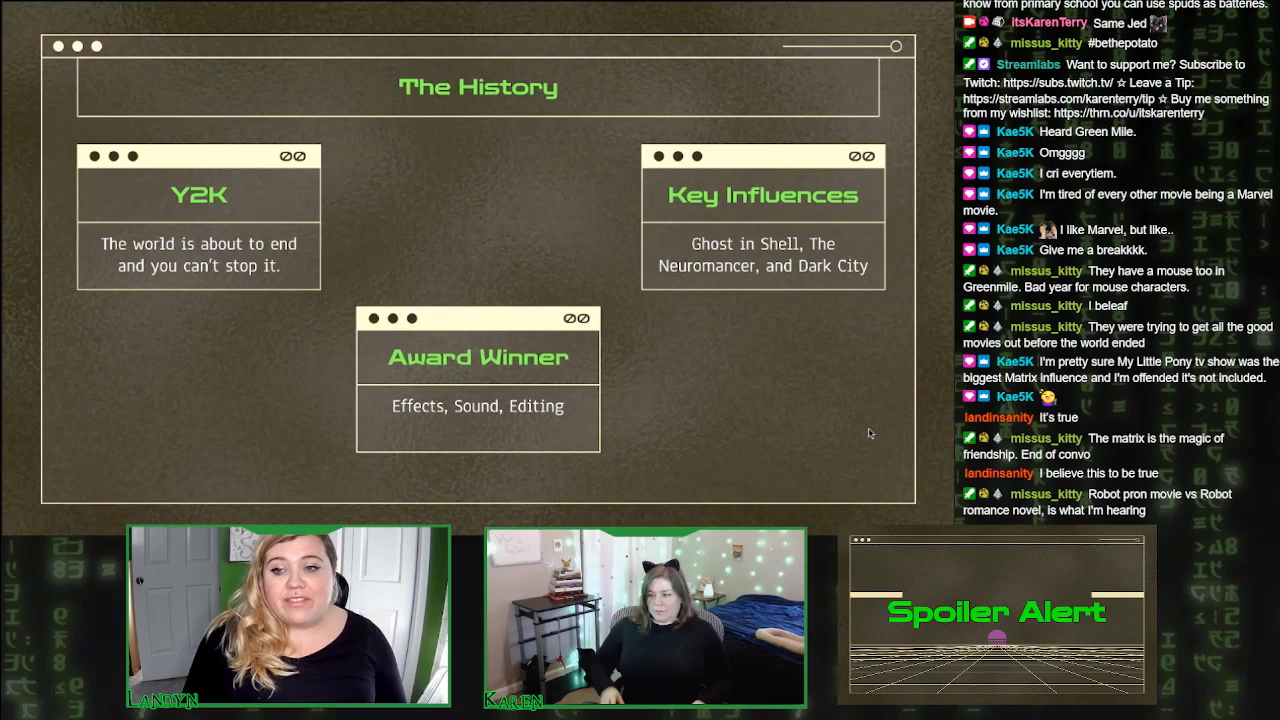 The History
Y2K
The world is about to end
and you can't stop it.
Key Influences
Ghost in Shell, The
Neuromancer, and Dark City
Award Winner
Effects, Sound, Editing
know from primary school you can use spuds as batteries.
itsKarenTerry Same Jed
missus_kitty #bethepotato
Streamlabs Want to support me? Subscribe to
Twitch: https://subs.twitch.tv/ ☆ Leave a Tip:
https://streamlabs.com/karenterry/tip ☆ Buy me something
from my wishlist: https://thrn.co/u/itskarenterry
Kae5K Heard Green Mile.
Kae5K Omgggg
Kae5K I cri everytiem.
Kae5K I'm tired of every other movie being a Marvel
movie.
Kae5K I like Marvel, but like..
Kae5K Give me a breakkkk.
missus_kitty They have a mouse too in
Greenmile. Bad year for mouse characters.
missus_kitty I beleaf
missus_kitty They were trying to get all the good
movies out before the world ended
Kae5K I'm pretty sure My Little Pony tv show was the
biggest Matrix influence and I'm offended it's not included.
Kae5K
landinsanity It's true
missus_kitty The matrix is the magic of
friendship. End of convo
landinsanity I believe this to be true
missus_kitty Robot pron movie vs Robot
romance novel, is what I'm hearing
Landyn
Karen
Spoiler Alert